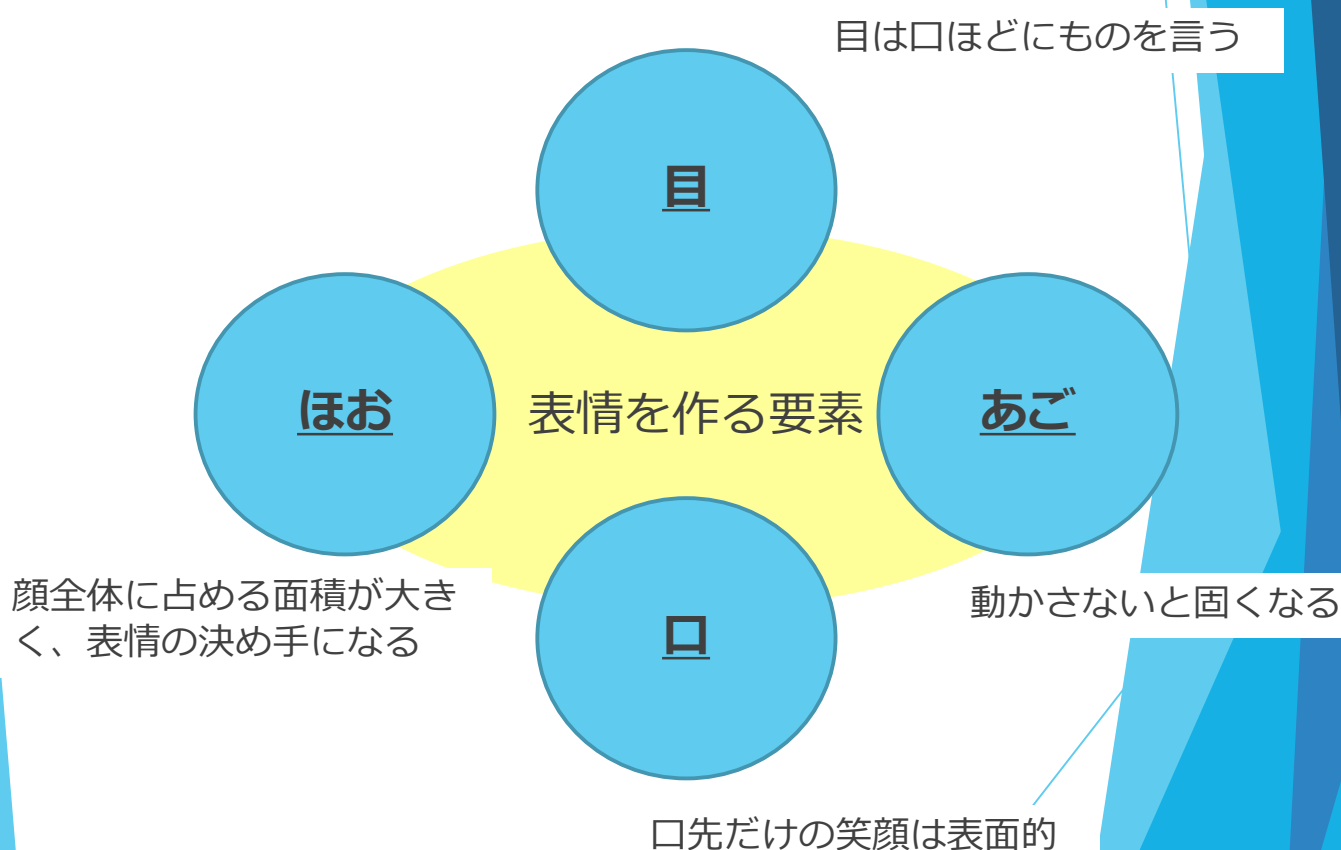 目は口ほどにものを言う
目
ほお
表情を作る要素
あご
顔全体に占める面積が大き
く、表情の決め手になる
動かさないと固くなる
口
口先だけの笑顔は表面的